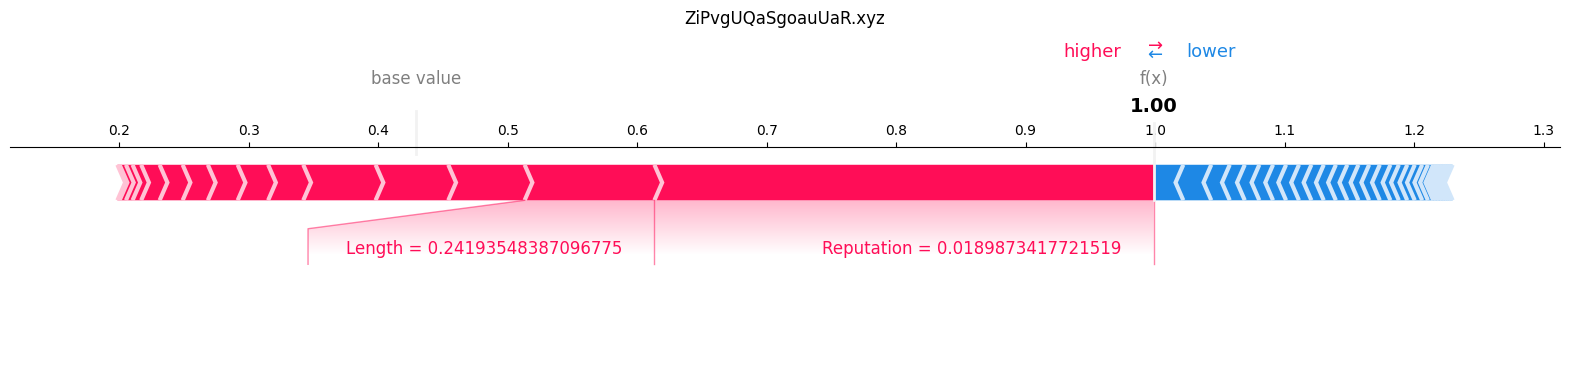 ZiPvgUQaSgoauUaR.xyz
higher → ← lower
base value f(x)
1.00
0.2 0.3 0.4 0.5 0.6 0.7 0.8 0.9 1.0 1.1 1.2 1.3
Length = 0.24193548387096775 Reputation = 0.0189873417721519